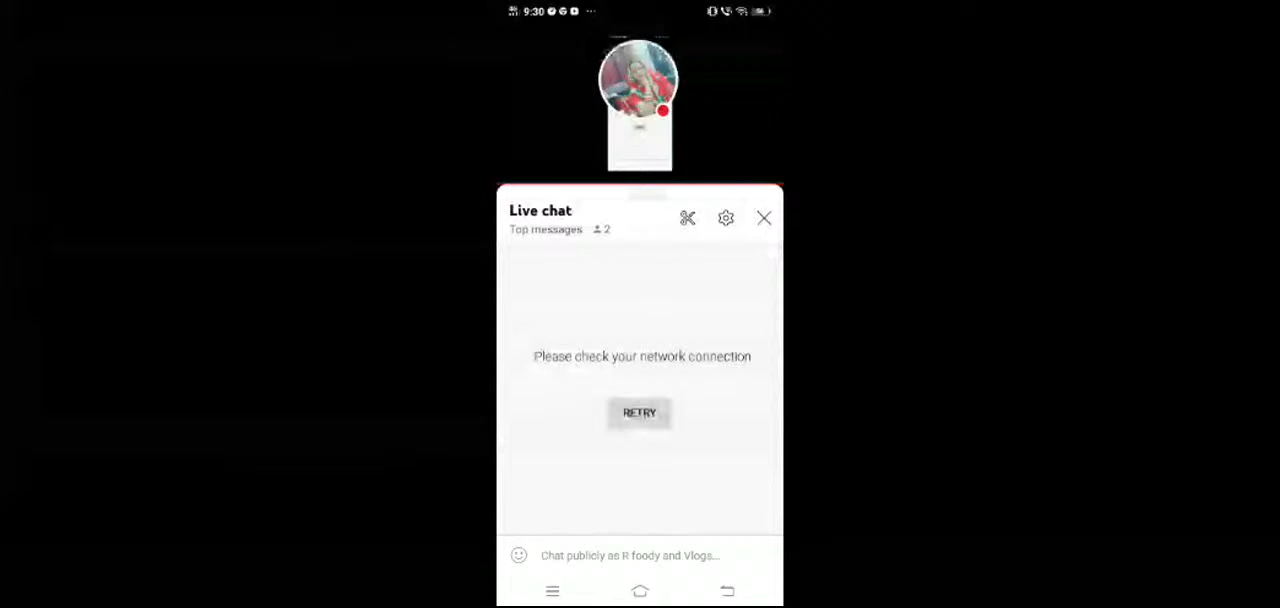 9:30
Live chat
Top messages 2
Please check your network connection
RETRY
Chat publicly as R foody and Vlogs...